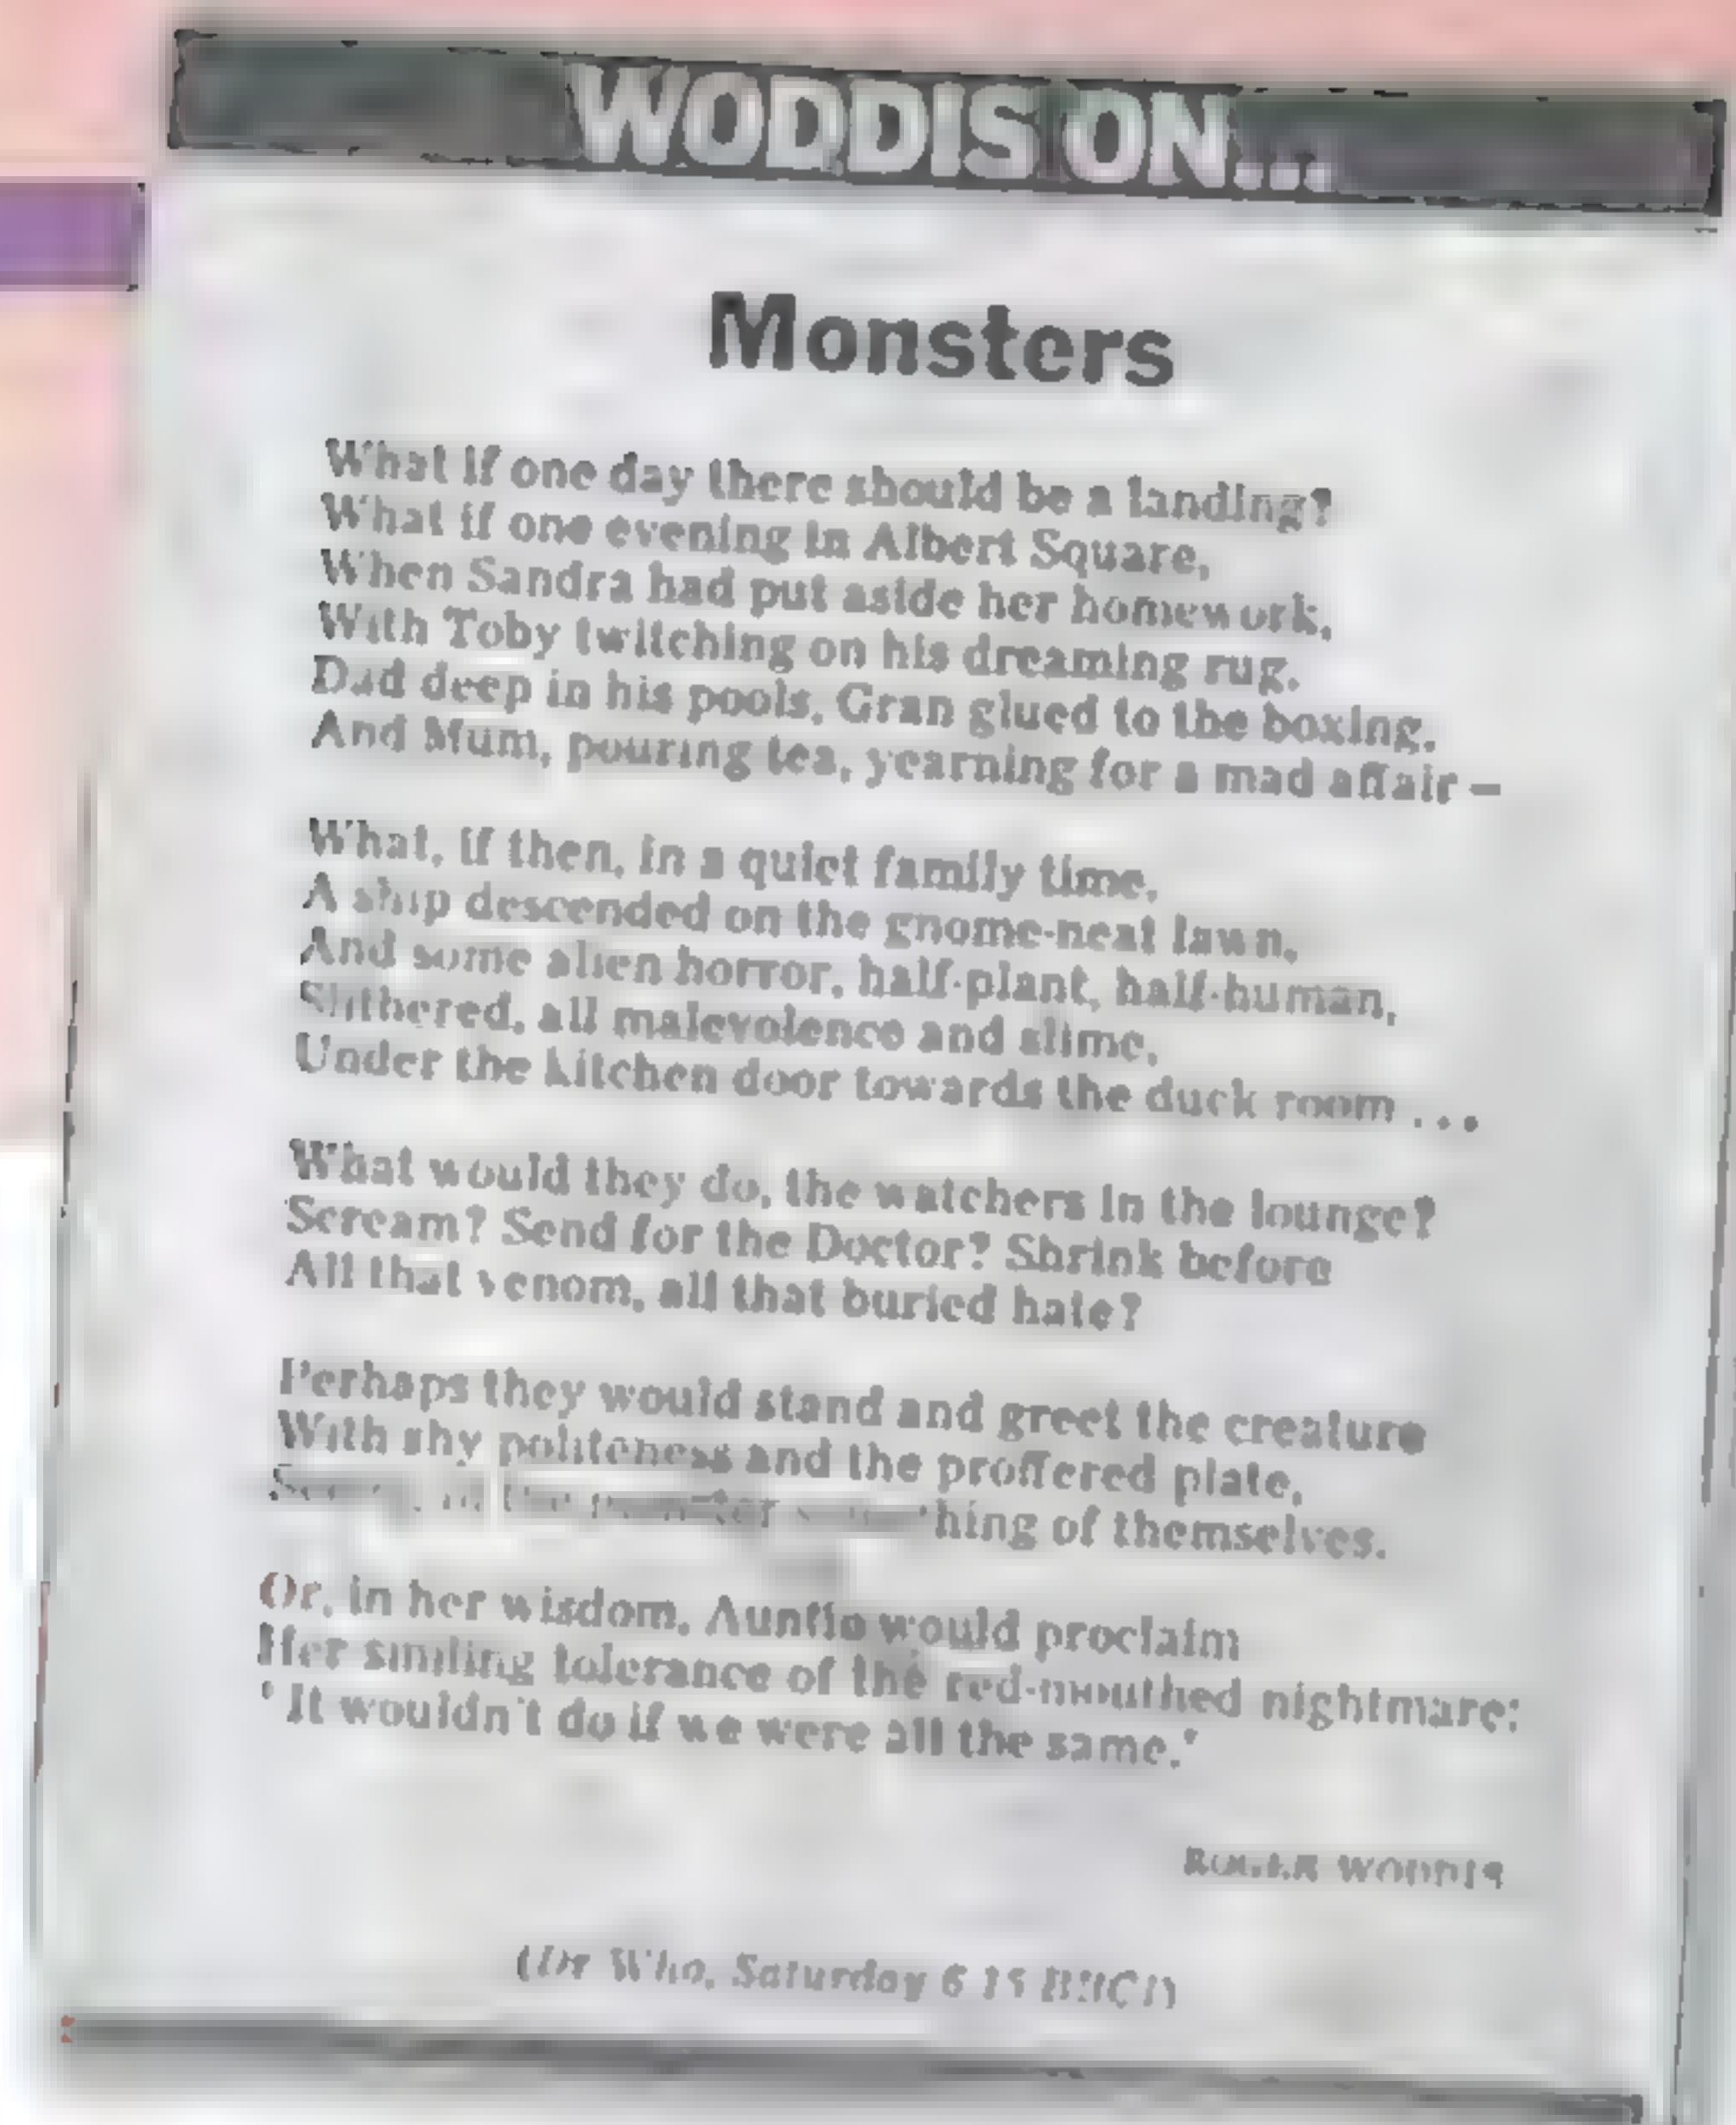 WODDIS ON...
Monsters
What if one day there should be a landing?
What if one evening in Albert Square,
When Sandra had put aside her homework,
With Toby twitching on his dreaming rug,
Dad deep in his pools, Gran glued to the boxing,
And Mum, pouring tea, yearning for a mad affair –
What, if then, in a quiet family time,
A ship descended on the gnome-neat lawn,
And some alien horror, half-plant, half-human,
Slithered, all malevolence and slime,
Under the kitchen door towards the duck room . . .
What would they do, the watchers in the lounge?
Scream? Send for the Doctor? Shrink before
All that venom, all that buried hate?
Perhaps they would stand and greet the creature
With shy politeness and the proffered plate,
in the monster something of themselves.
Or, in her wisdom, Auntie would proclaim
Her smiling tolerance of the red-mouthed nightmare:
' It wouldn't do if we were all the same.'
ROGER WODDIS
(Dr Who, Saturday 6 15 BBC1)